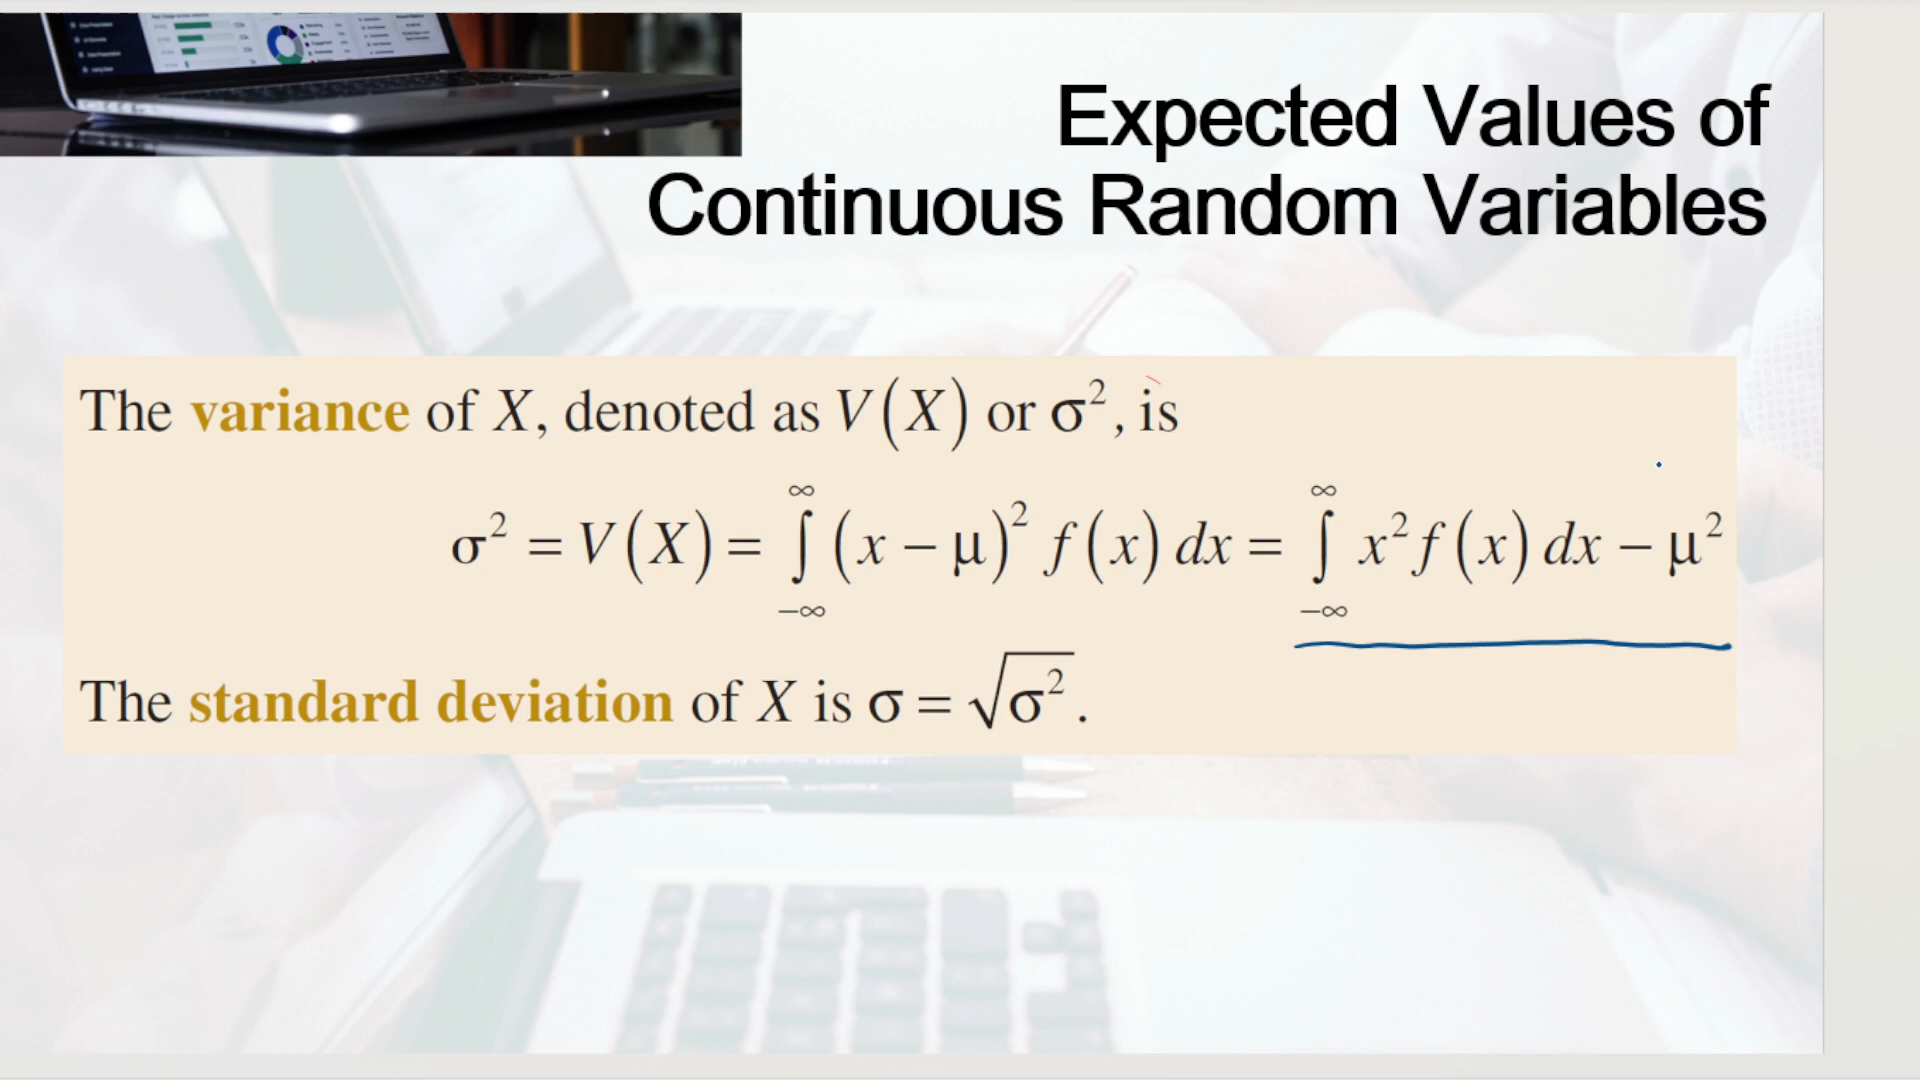 Expected Values of
Continuous Random Variables
The variance of X, denoted as V(X) or σ², is
σ² = V(X) = ∫_{-∞}^{∞} (x − μ)² f(x) dx = ∫_{-∞}^{∞} x² f(x) dx − μ²
The standard deviation of X is σ = √σ².